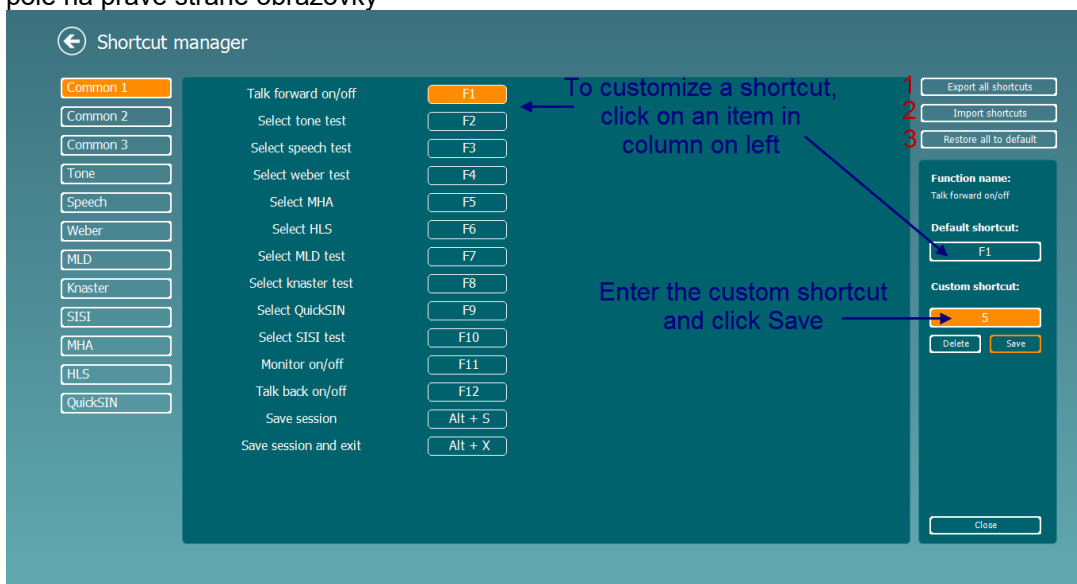 pole na pravé straně obrazovky
Shortcut manager
Common 1
Common 2
Common 3
Tone
Speech
Weber
MLD
Knaster
SISI
MHA
HLS
QuickSIN
Talk forward on/off F1
Select tone test F2
Select speech test F3
Select weber test F4
Select MHA F5
Select HLS F6
Select MLD test F7
Select knaster test F8
Select QuickSIN F9
Select SISI test F10
Monitor on/off F11
Talk back on/off F12
Save session Alt + S
Save session and exit Alt + X
To customize a shortcut,
click on an item in
column on left
Enter the custom shortcut
and click Save
1 Export all shortcuts
2 Import shortcuts
3 Restore all to default
Function name:
Talk forward on/off
Default shortcut:
F1
Custom shortcut:
5
Delete Save
Close